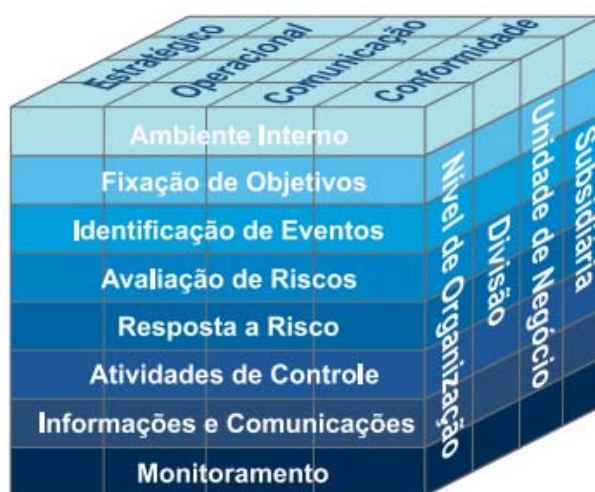 Estratégico
Operacional
Comunicação
Conformidade
Ambiente Interno
Fixação de Objetivos
Identificação de Eventos
Avaliação de Riscos
Resposta a Risco
Atividades de Controle
Informações e Comunicações
Monitoramento
Nível de Organização
Divisão
Unidade de Negócio
Subsidiária